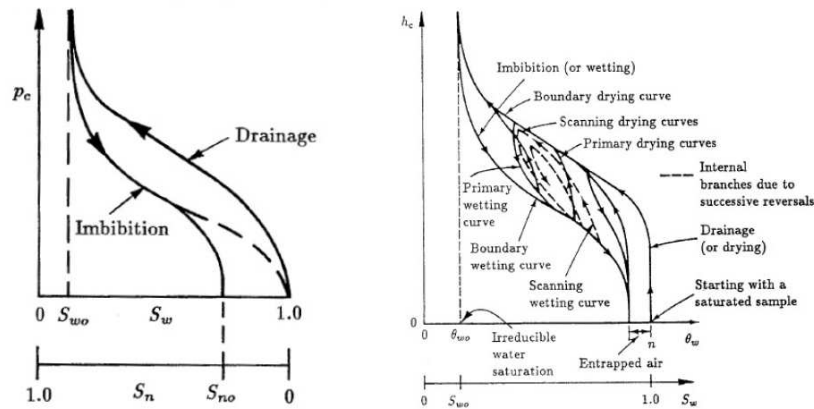 p_c
Drainage
Imbibition
0 S_wo S_w 1.0
1.0 S_n S_no 0
h_c
Imbibition (or wetting)
Boundary drying curve
Scanning drying curves
Primary drying curves
Internal
branches due to
successive reversals
Primary
wetting
curve
Boundary
wetting curve
Drainage
(or drying)
Scanning
wetting curve
Starting with a
saturated sample
0
θ_wo n θ_w
Irreducible
water
saturation
Entrapped air
0 S_wo 1.0 S_w